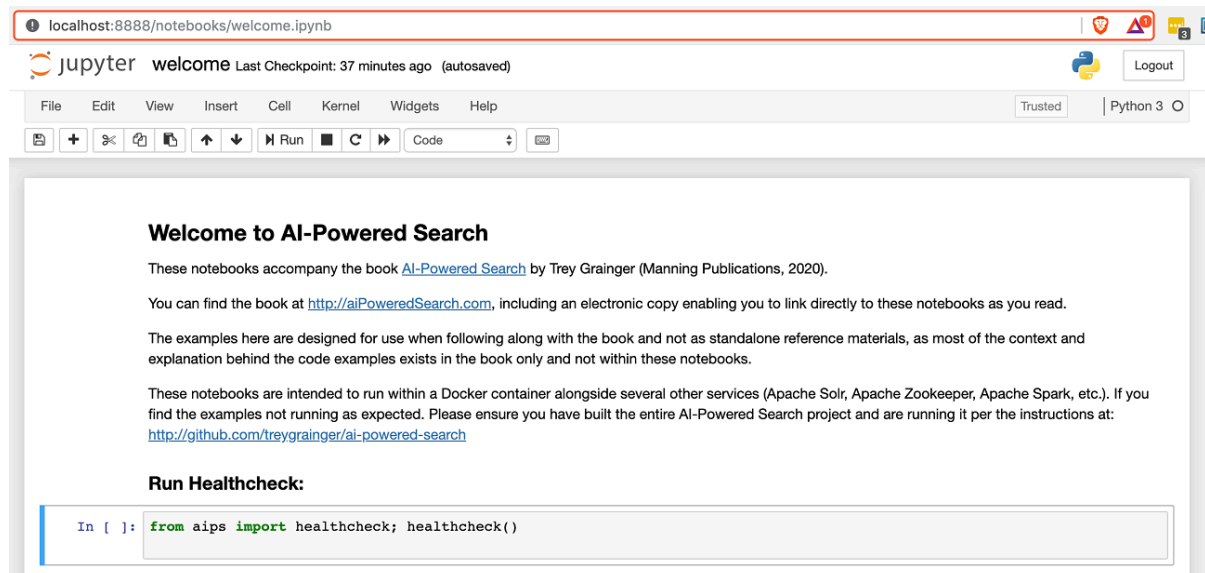 localhost:8888/notebooks/welcome.ipynb
1
3
jupyter welcome Last Checkpoint: 37 minutes ago (autosaved)
Logout
File Edit View Insert Cell Kernel Widgets Help
Trusted
Python 3
Run
Code
Welcome to AI-Powered Search
These notebooks accompany the book AI-Powered Search by Trey Grainger (Manning Publications, 2020).
You can find the book at http://aiPoweredSearch.com, including an electronic copy enabling you to link directly to these notebooks as you read.
The examples here are designed for use when following along with the book and not as standalone reference materials, as most of the context and
explanation behind the code examples exists in the book only and not within these notebooks.
These notebooks are intended to run within a Docker container alongside several other services (Apache Solr, Apache Zookeeper, Apache Spark, etc.). If you
find the examples not running as expected. Please ensure you have built the entire AI-Powered Search project and are running it per the instructions at:
http://github.com/treygrainger/ai-powered-search
Run Healthcheck:
In [ ]: from aips import healthcheck; healthcheck()